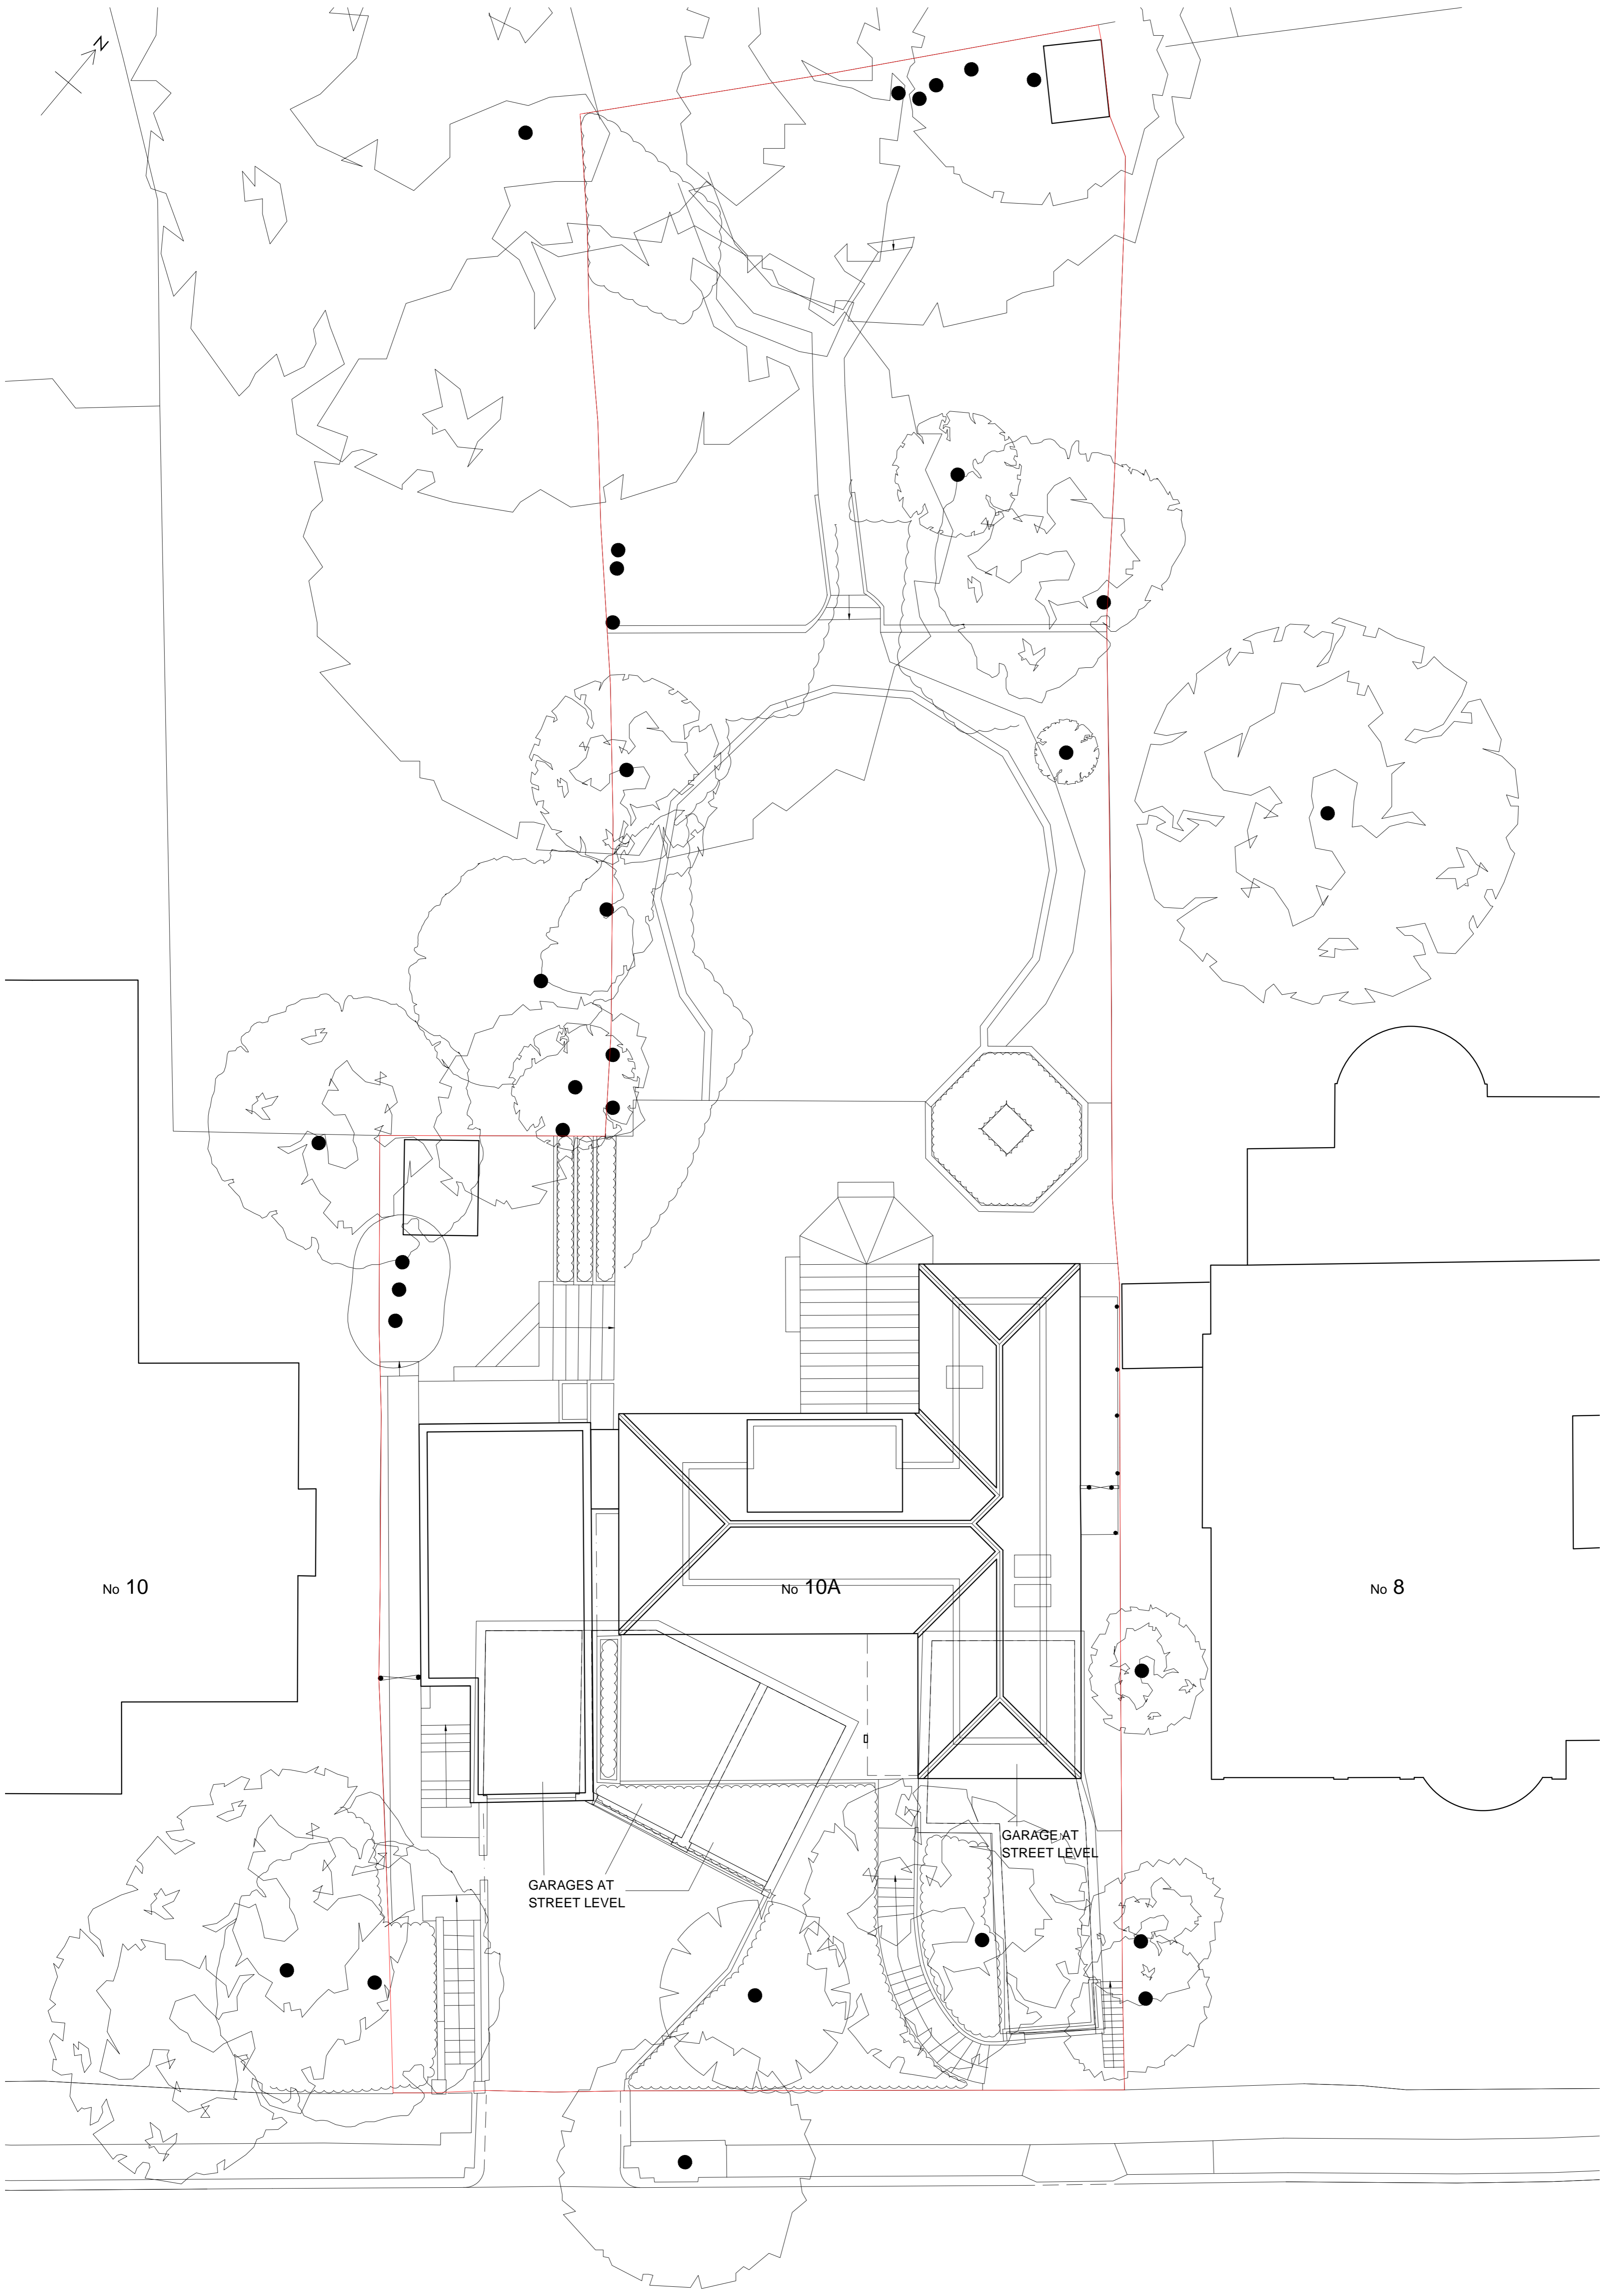 N
No 10
No 10A
No 8
GARAGE AT
STREET LEVEL
GARAGES AT
STREET LEVEL